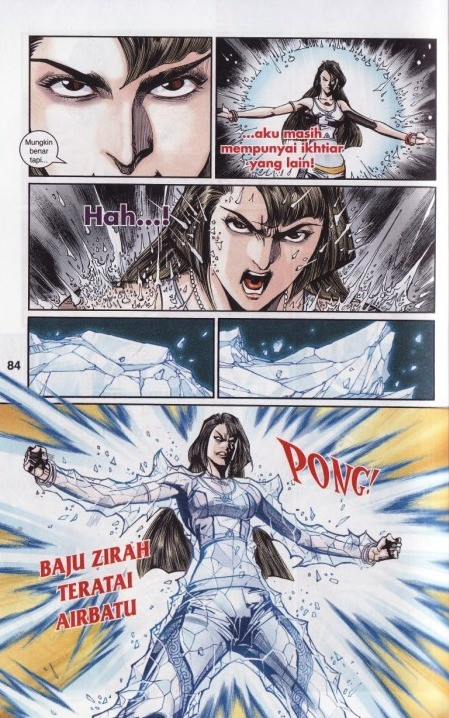 Mungkin
benar
tapi...
...aku masih
mempunyai ikhtiar
yang lain!
Hah...!
84
PONG!
BAJU ZIRAH
TERATAI
AIRBATU